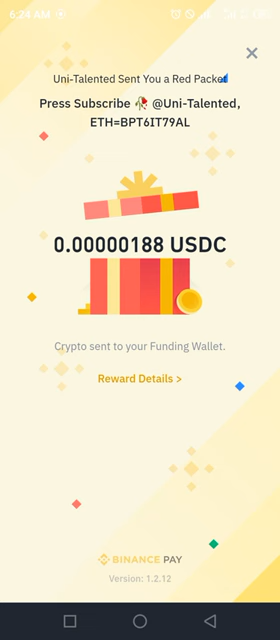 6:24 AM
Uni-Talented Sent You a Red Packet
Press Subscribe 🥀 @Uni-Talented,
ETH=BPT6IT79AL
0.00000188 USDC
Crypto sent to your Funding Wallet.
Reward Details >
BINANCE PAY
Version: 1.2.12